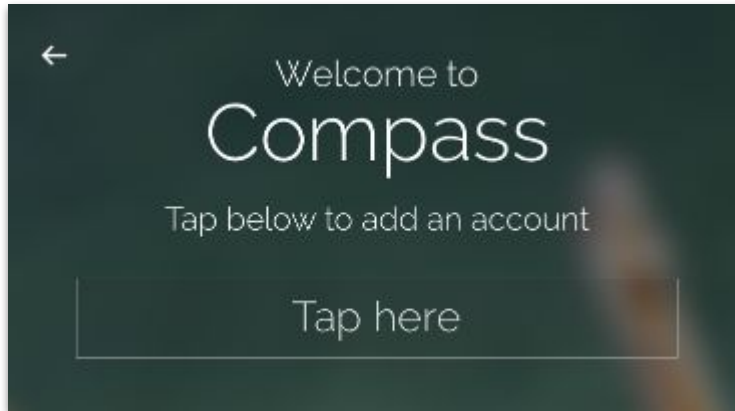 Welcome to
Compass
Tap below to add an account
Tap here